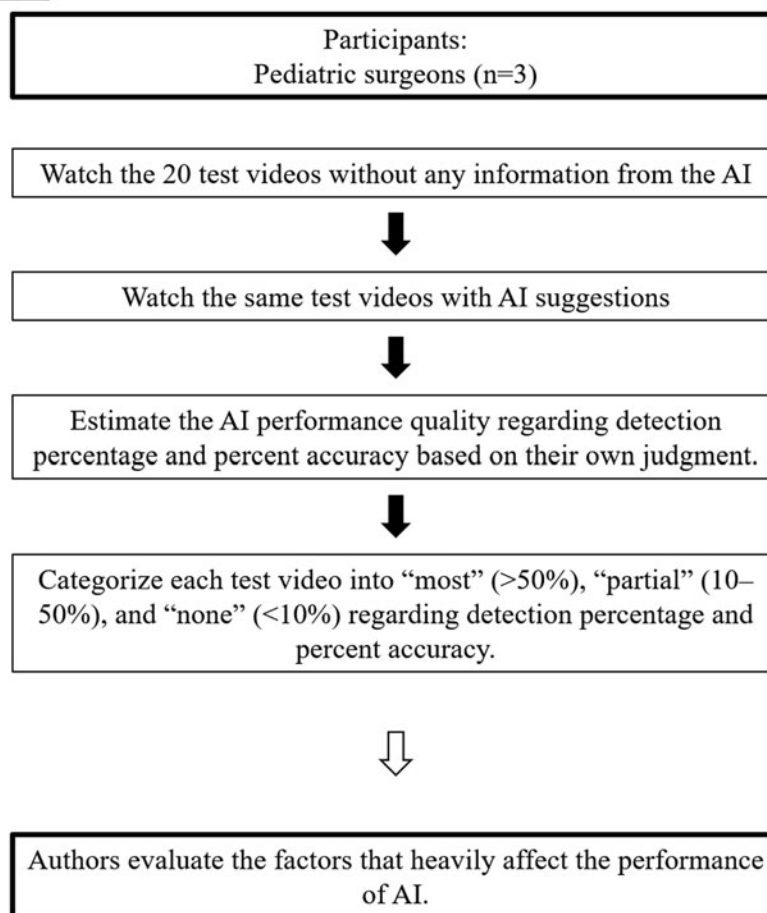 Participants:
Pediatric surgeons (n=3)
Watch the 20 test videos without any information from the AI
Watch the same test videos with AI suggestions
Estimate the AI performance quality regarding detection
percentage and percent accuracy based on their own judgment.
Categorize each test video into “most” (>50%), “partial” (10–
50%), and “none” (<10%) regarding detection percentage and
percent accuracy.
Authors evaluate the factors that heavily affect the performance
of AI.